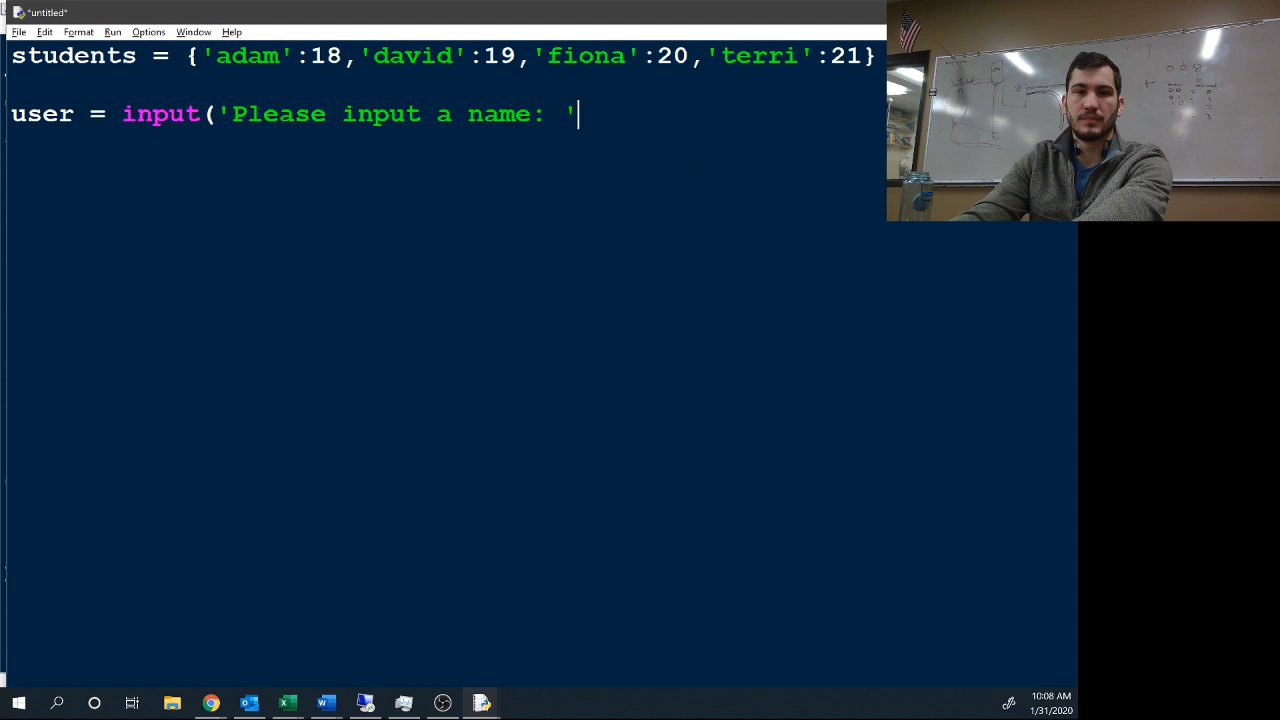 *untitled*
File Edit Format Run Options Window Help
students = {'adam':18,'david':19,'fiona':20,'terri':21}
user = input('Please input a name: '
10:08 AM
1/31/2020